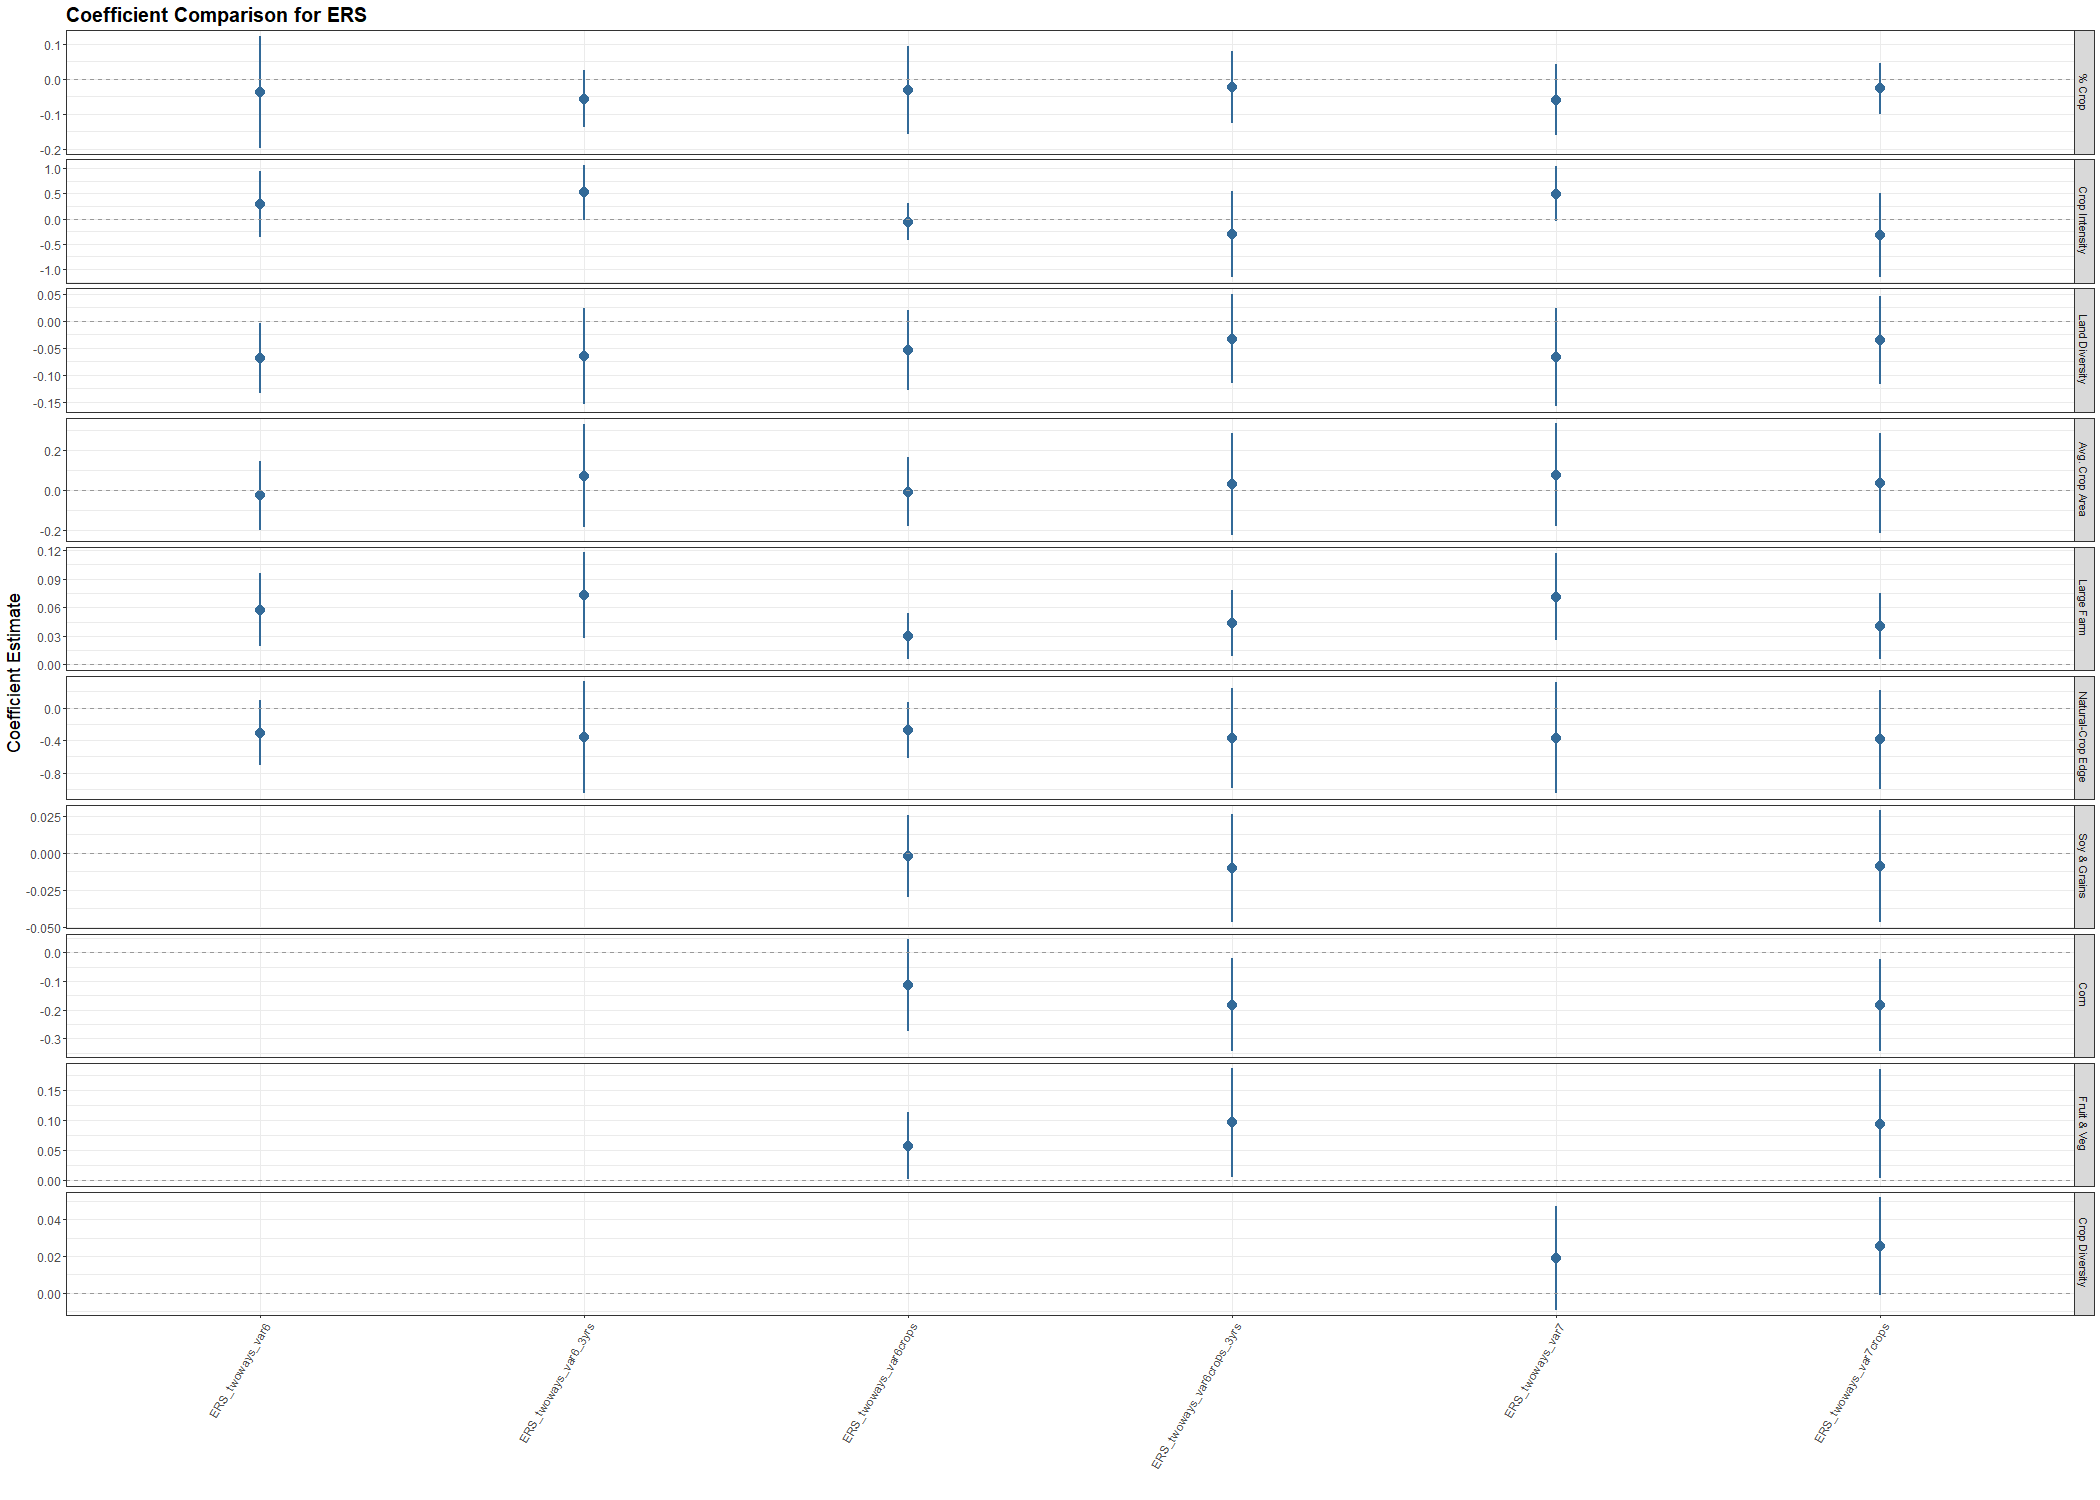 Coefficient Comparison for ERS
Coefficient Estimate
0.1
0.0
-0.1
-0.2
% Crop
1.0
0.5
0.0
-0.5
-1.0
Crop Intensity
0.05
0.00
-0.05
-0.10
-0.15
Land Diversity
0.2
0.0
-0.2
Avg. C. Crop Area
0.12
0.09
0.06
0.03
0.00
Large Farm
0.0
-0.4
-0.8
Natural-Crop Edge
0.025
0.000
-0.025
-0.050
Soy & Grains
0.0
-0.1
-0.2
-0.3
Corn
0.15
0.10
0.05
0.00
Fruit & Veg
0.04
0.02
0.00
Crop Diversity
ERS_twoways_var6
ERS_twoways_var6_3yrs
ERS_twoways_var6crops
ERS_twoways_var6crops_3yrs
ERS_twoways_var7
ERS_twoways_var7crops